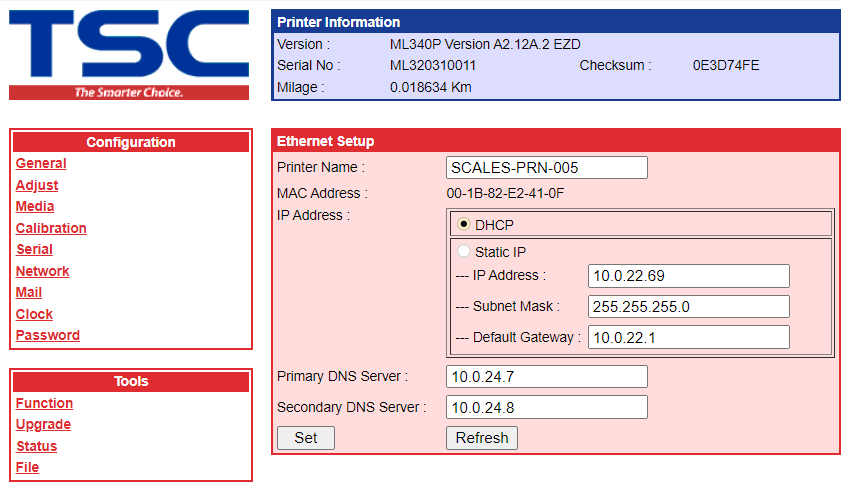 TSC
The Smarter Choice.
Printer Information
Version : ML340P Version A2.12A.2 EZD
Serial No : ML320310011 Checksum : 0E3D74FE
Milage : 0.018634 Km
Configuration
General
Adjust
Media
Calibration
Serial
Network
Mail
Clock
Password
Tools
Function
Upgrade
Status
File
Ethernet Setup
Printer Name : SCALES-PRN-005
MAC Address : 00-1B-82-E2-41-0F
IP Address :
DHCP
Static IP
--- IP Address : 10.0.22.69
--- Subnet Mask : 255.255.255.0
--- Default Gateway : 10.0.22.1
Primary DNS Server : 10.0.24.7
Secondary DNS Server : 10.0.24.8
Set Refresh